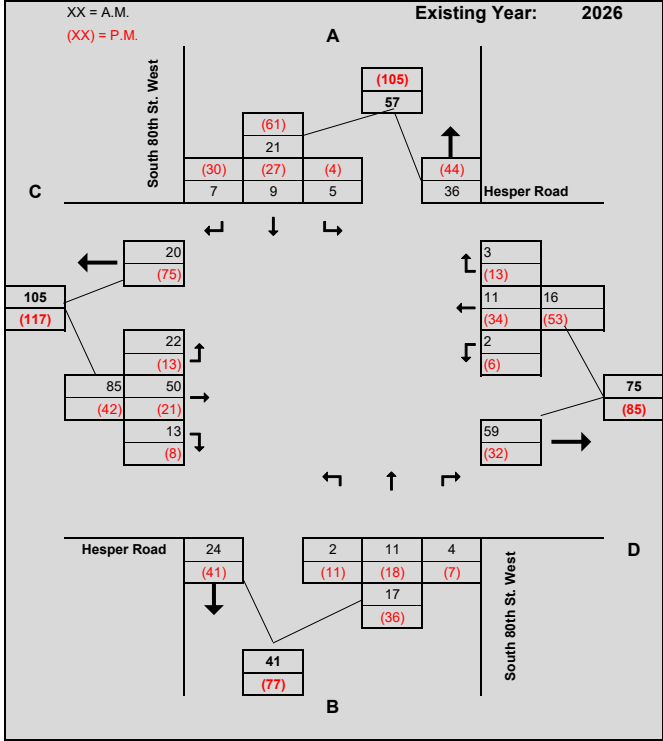 XX = A.M.
Existing Year: 2026
(XX) = P.M.
A
South 80th St. West
(105)
57
(61)
21
(30) (27) (4) (44)
7 9 5 36 Hesper Road
C
20
(75)
3
(13)
105
(117)
11 16
(34) (53)
22
(13)
2
(6)
85 50
(42) (21)
75
(85)
13
(8)
59
(32)
Hesper Road 24 2 11 4
(41) (11) (18) (7)
D
South 80th St. West
17
(36)
41
(77)
B